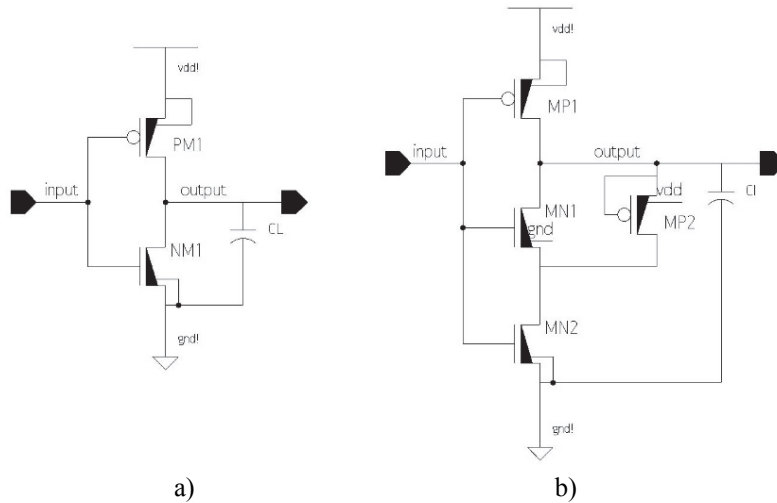 vdd!
PM1
input
output
CL
NM1
gnd!
a)
vdd!
MP1
input
output
vdd
MP2
Cl
MN1
gnd
MN2
gnd!
b)